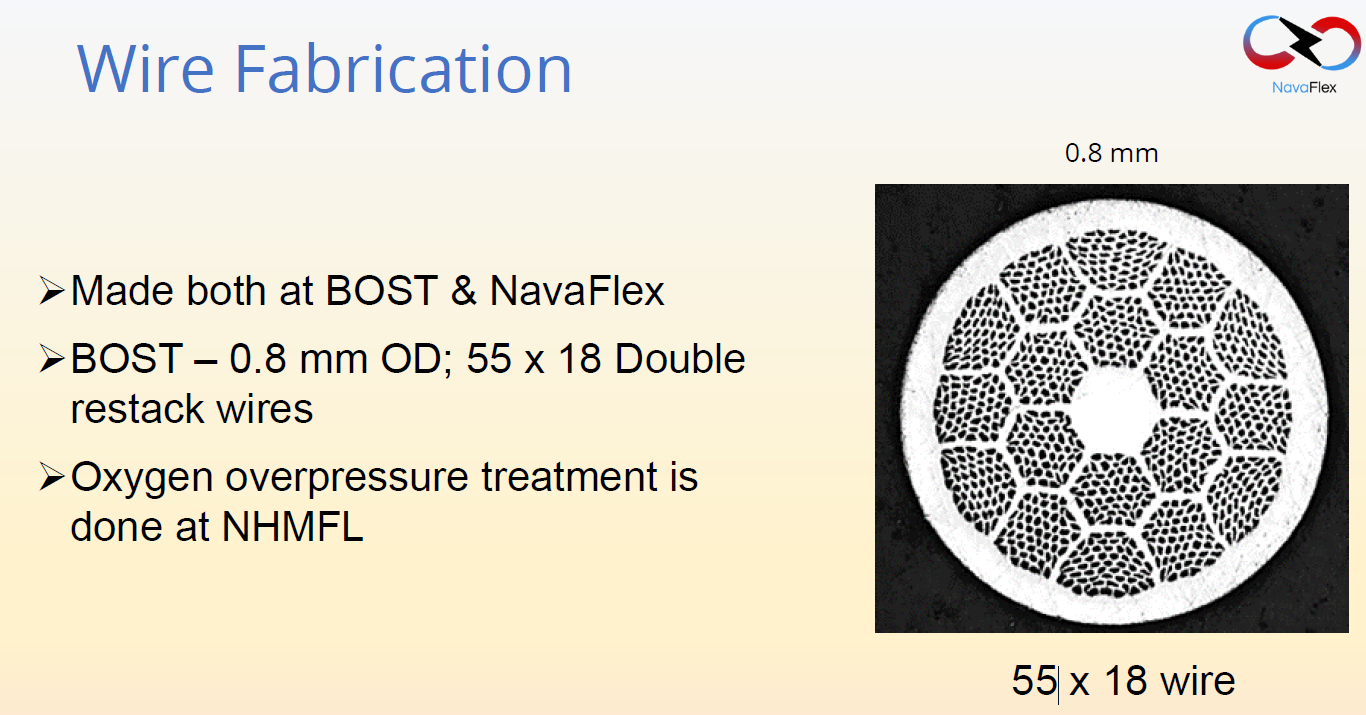 Wire Fabrication
NavaFlex
0.8 mm
➢Made both at BOST & NavaFlex
➢BOST – 0.8 mm OD; 55 x 18 Double
restack wires
➢Oxygen overpressure treatment is
done at NHMFL
55 x 18 wire